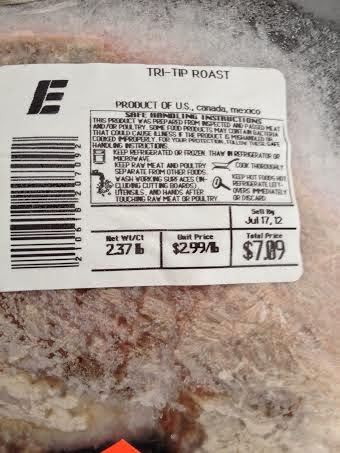 E
TRI-TIP ROAST
PRODUCT OF U.S., canada, mexico
SAFE HANDLING INSTRUCTIONS
THIS PRODUCT WAS PREPARED FROM INSPECTED AND PASSED MEAT
AND/OR POULTRY. SOME FOOD PRODUCTS MAY CONTAIN BACTERIA
THAT COULD CAUSE ILLNESS IF THE PRODUCT IS MISHANDLED OR
COOKED IMPROPERLY. FOR YOUR PROTECTION, FOLLOW THESE SAFE
HANDLING INSTRUCTIONS.
KEEP REFRIGERATED OR FROZEN. THAW IN REFRIGERATOR OR
MICROWAVE.
KEEP RAW MEAT AND POULTRY
SEPARATE FROM OTHER FOODS.
WASH WORKING SURFACES (IN-
CLUDING CUTTING BOARDS)
UTENSILS, AND HANDS AFTER
TOUCHING RAW MEAT OR POULTRY
COOK THOROUGHLY
KEEP HOT FOODS HOT
REFRIGERATE LEFT-
OVERS IMMEDIATELY
OR DISCARD
Sell By
Jul 17, 12
Net Wt/Ct
2.37 lb
Unit Price
$2.99/lb
Total Price
$7.09